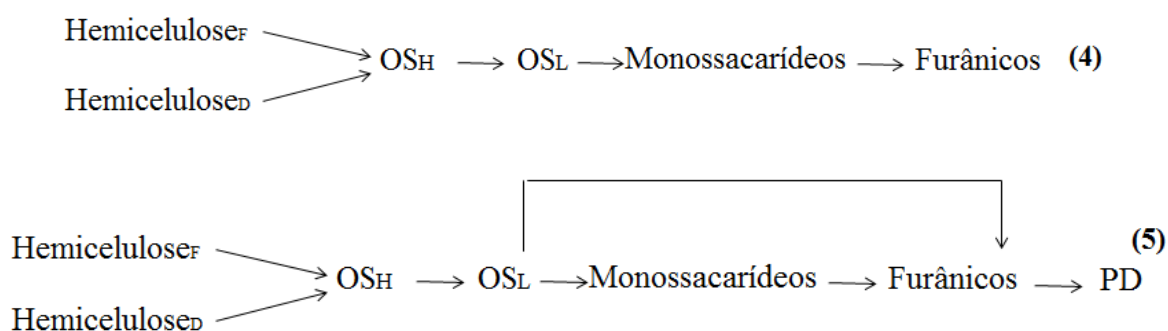 HemiceluloseF
OSH → OSL → Monossacarídeos → Furânicos (4)
HemiceluloseD
(5)
HemiceluloseF
OSH → OSL → Monossacarídeos → Furânicos → PD
HemiceluloseD